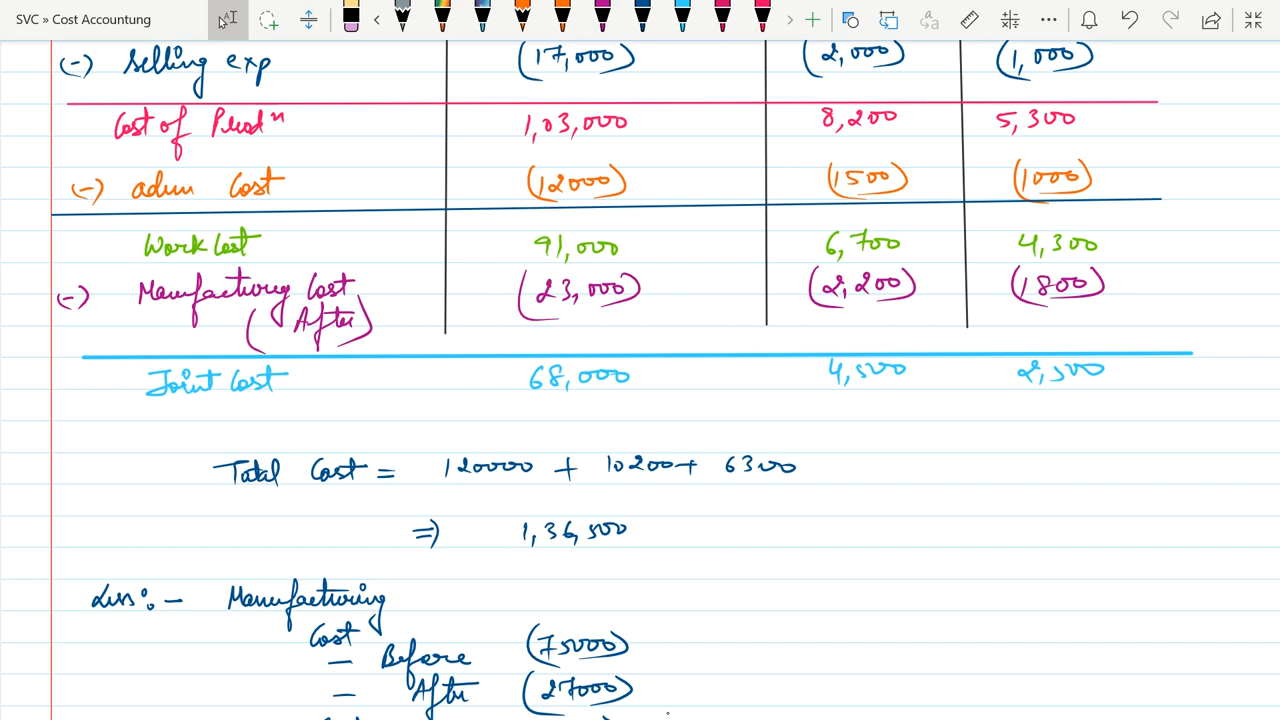 SVC » Cost Accountung
(-) Selling exp (17,000) (2,000) (1,000)
Cost of Prodⁿ 1,03,000 8,200 5,300
(-) adm Cost (12000) (1500) (1000)
Work Cost 91,000 6,700 4,300
(-) Manufacturing Cost (23,000) (2,200) (1800)
(After)
Joint Cost 68,000 4,500 2,500
Total Cost = 120000 + 10200+ 6300
⇒ 1,36,500
Less:- Manufacturing
Cost
- Before (75000)
- After (27000)